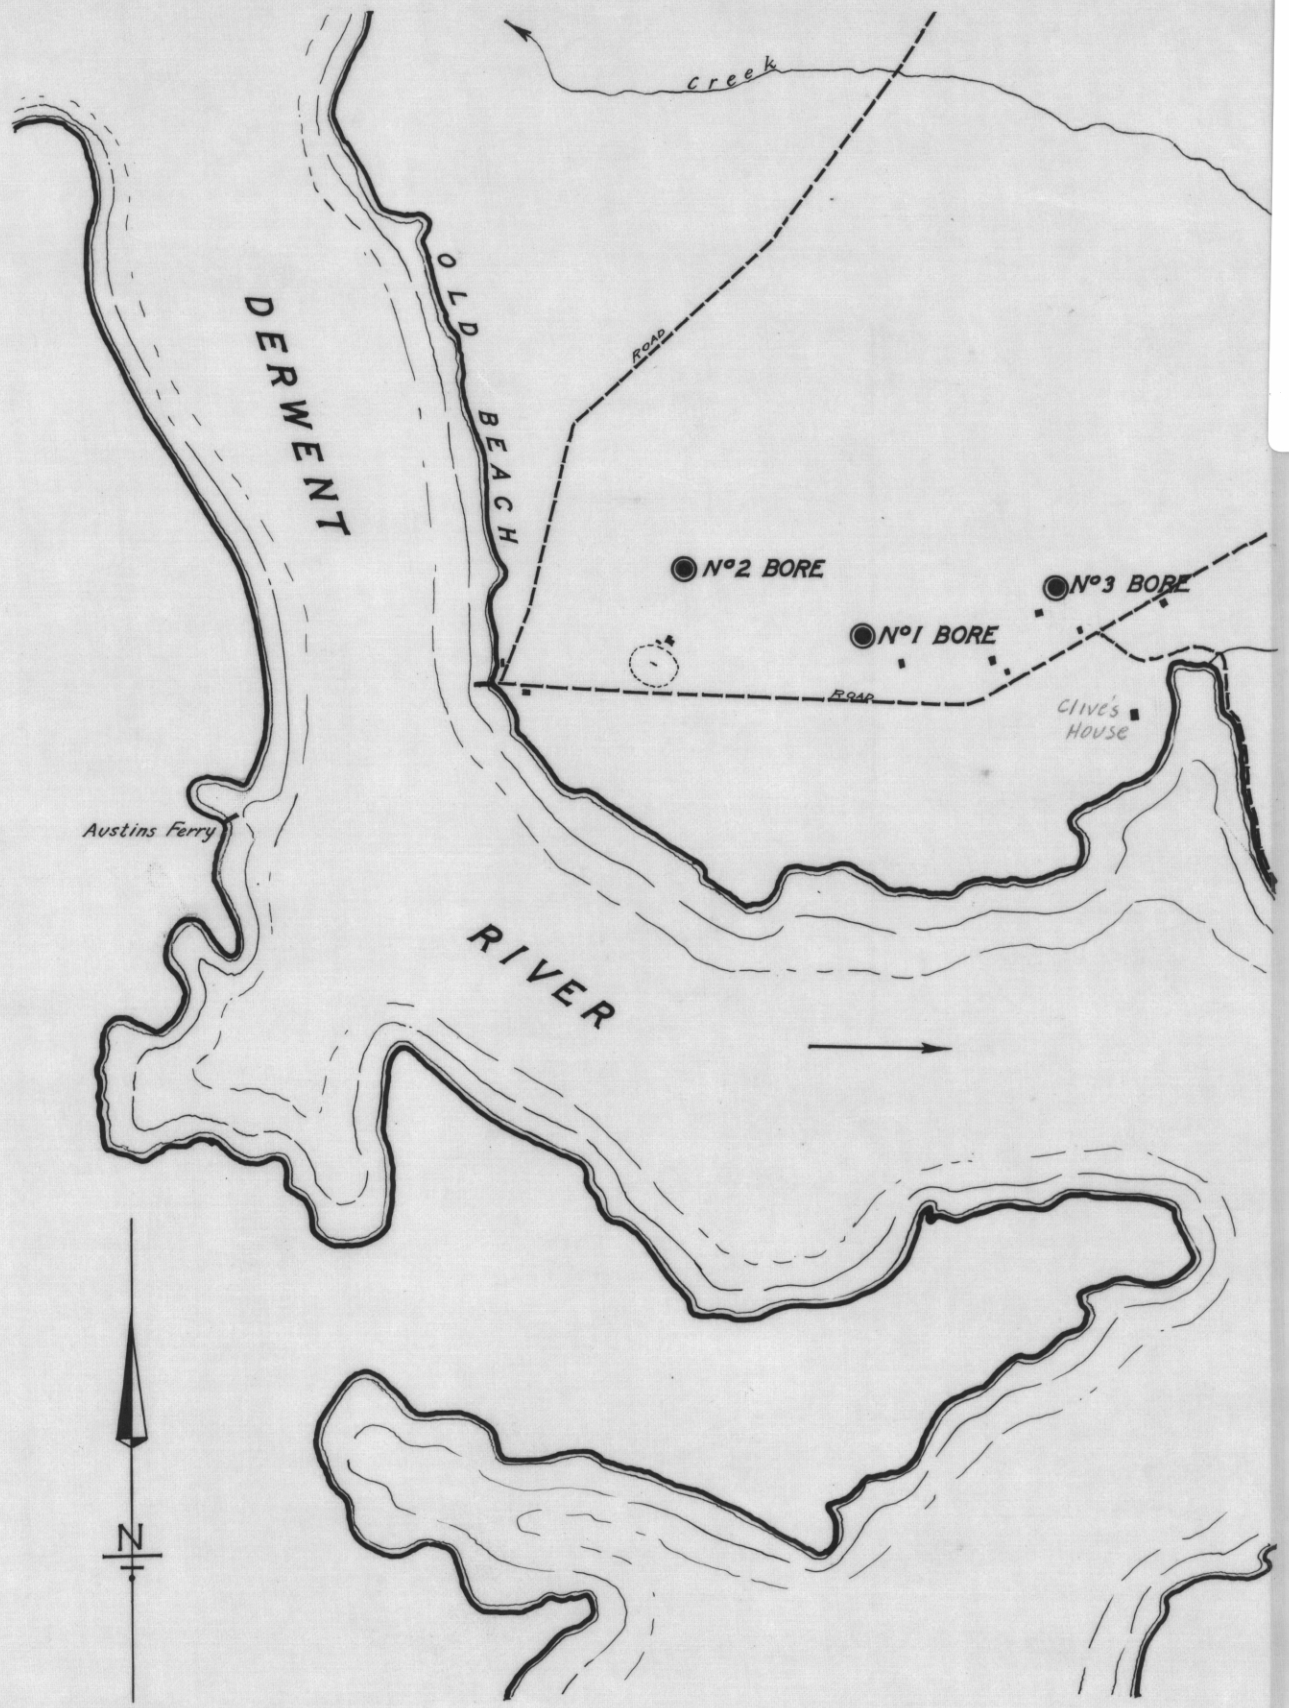 Creek
OLD BEACH
DERWENT
ROAD
Nº2 BORE
Nº3 BORE
Nº1 BORE
ROAD
Clive's
House
Austins Ferry
RIVER
N